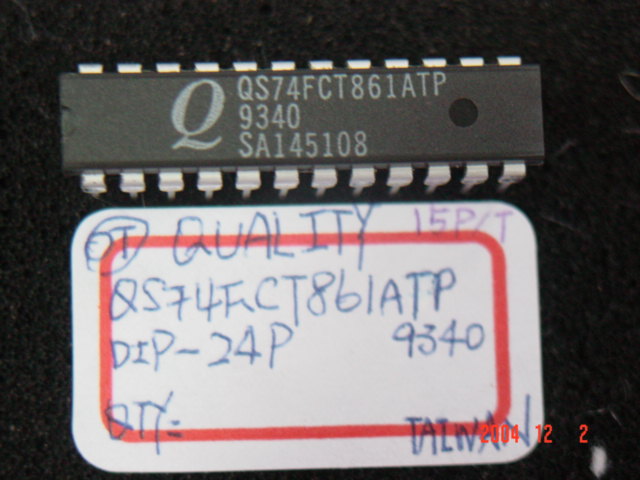 Q
QS74FCT861ATP
9340
SA145108
QUALITY 15P/T
QS74FCT861ATP
DIP-24P 9340
QTY:
TAIWAN
2004 12 2